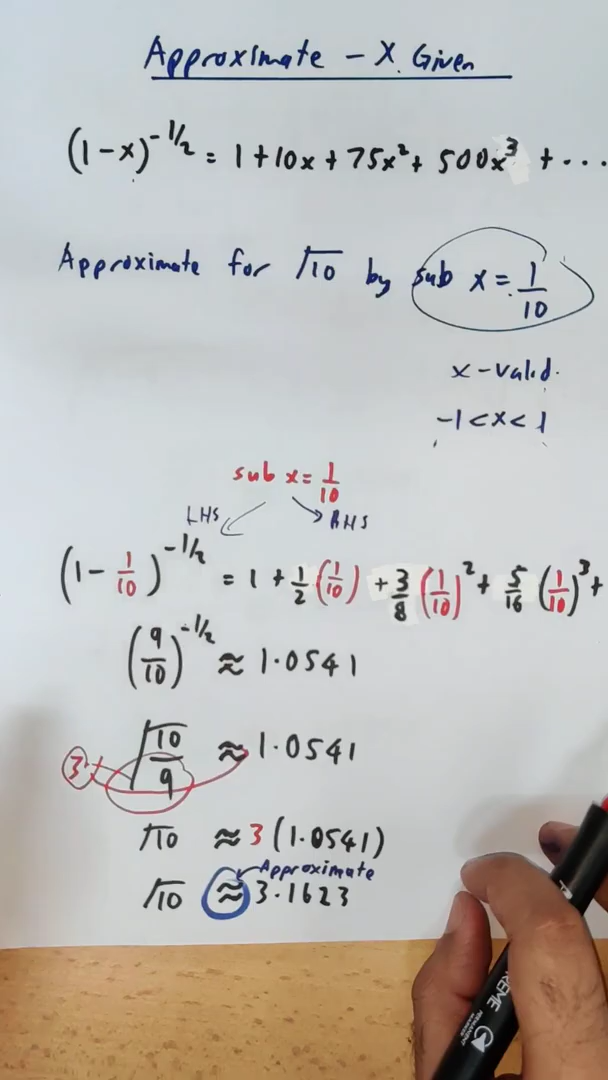 Approximate - X Given
(1-x)^-1/2 = 1 + 10x + 75x² + 500x³ + ...
Approximate for √10 by sub x = 1/10
x-valid.
-1 < x < 1
sub x = 1/10
LHS RHS
(1 - 1/10)^-1/2 = 1 + 1/2 (1/10) + 3/8 (1/10)² + 5/16 (1/10)³ +
(9/10)^-1/2 ≈ 1.0541
3× √10/9 ≈ 1.0541
√10 ≈ 3(1.0541)
Approximate
√10 ≈ 3.1623